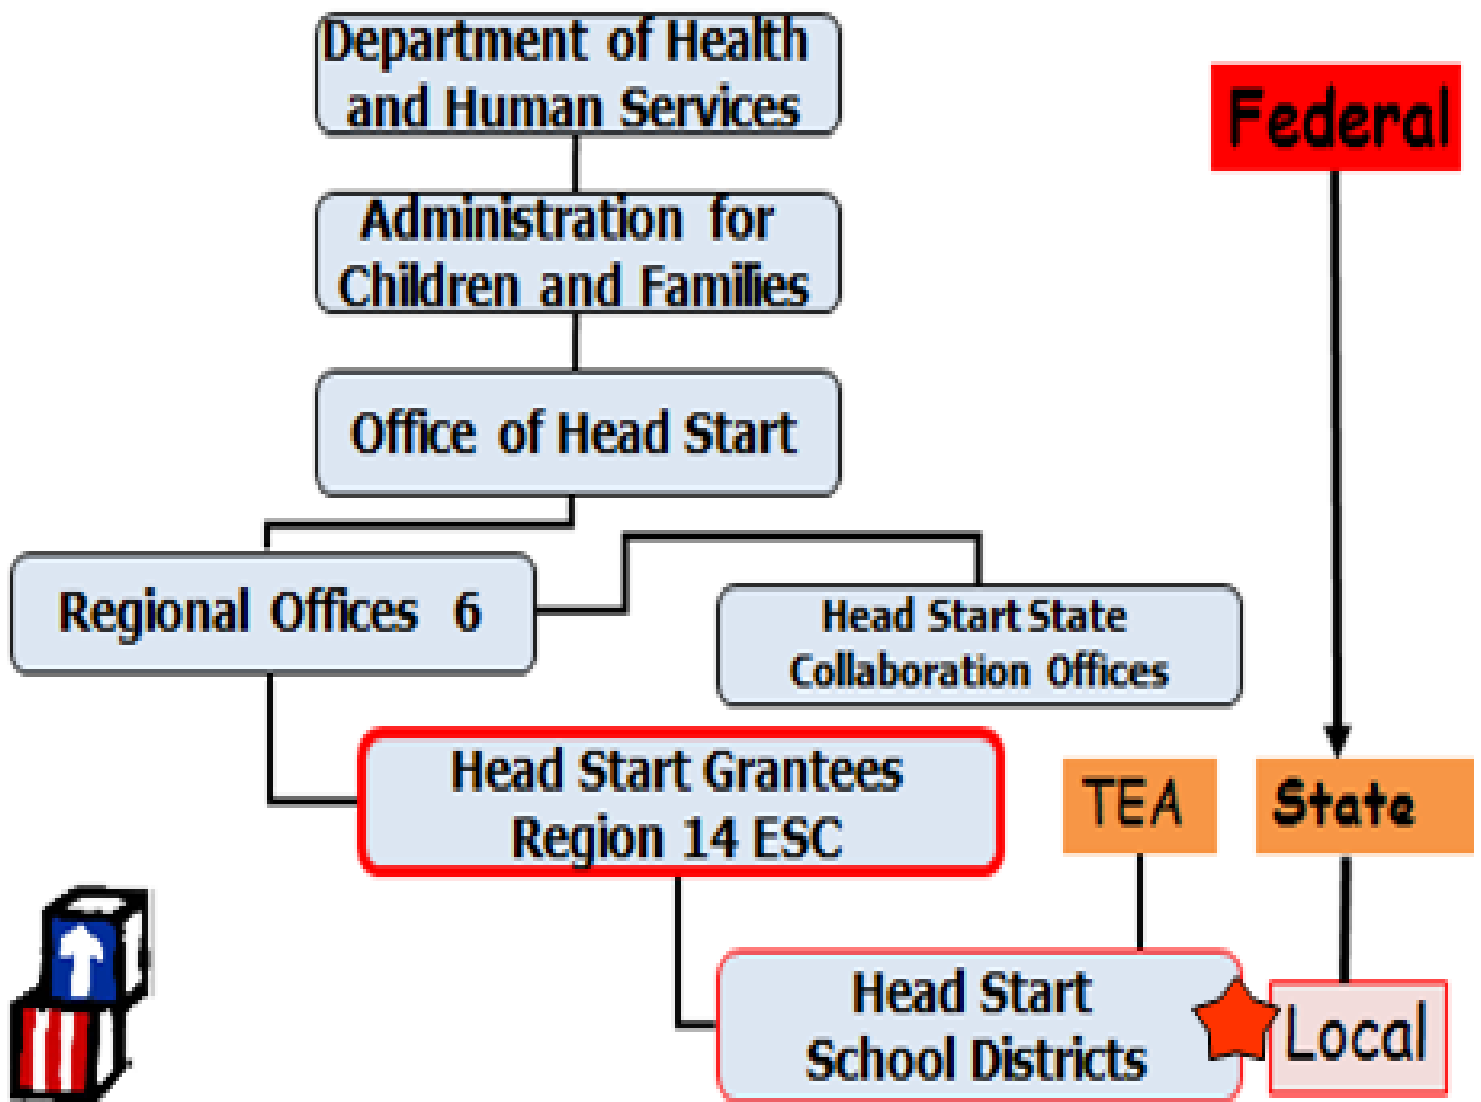 Department of Health
and Human Services
Federal
Administration for
Children and Families
Office of Head Start
Regional Offices 6
Head Start State
Collaboration Offices
Head Start Grantees
Region 14 ESC
TEA
State
Head Start
School Districts
Local